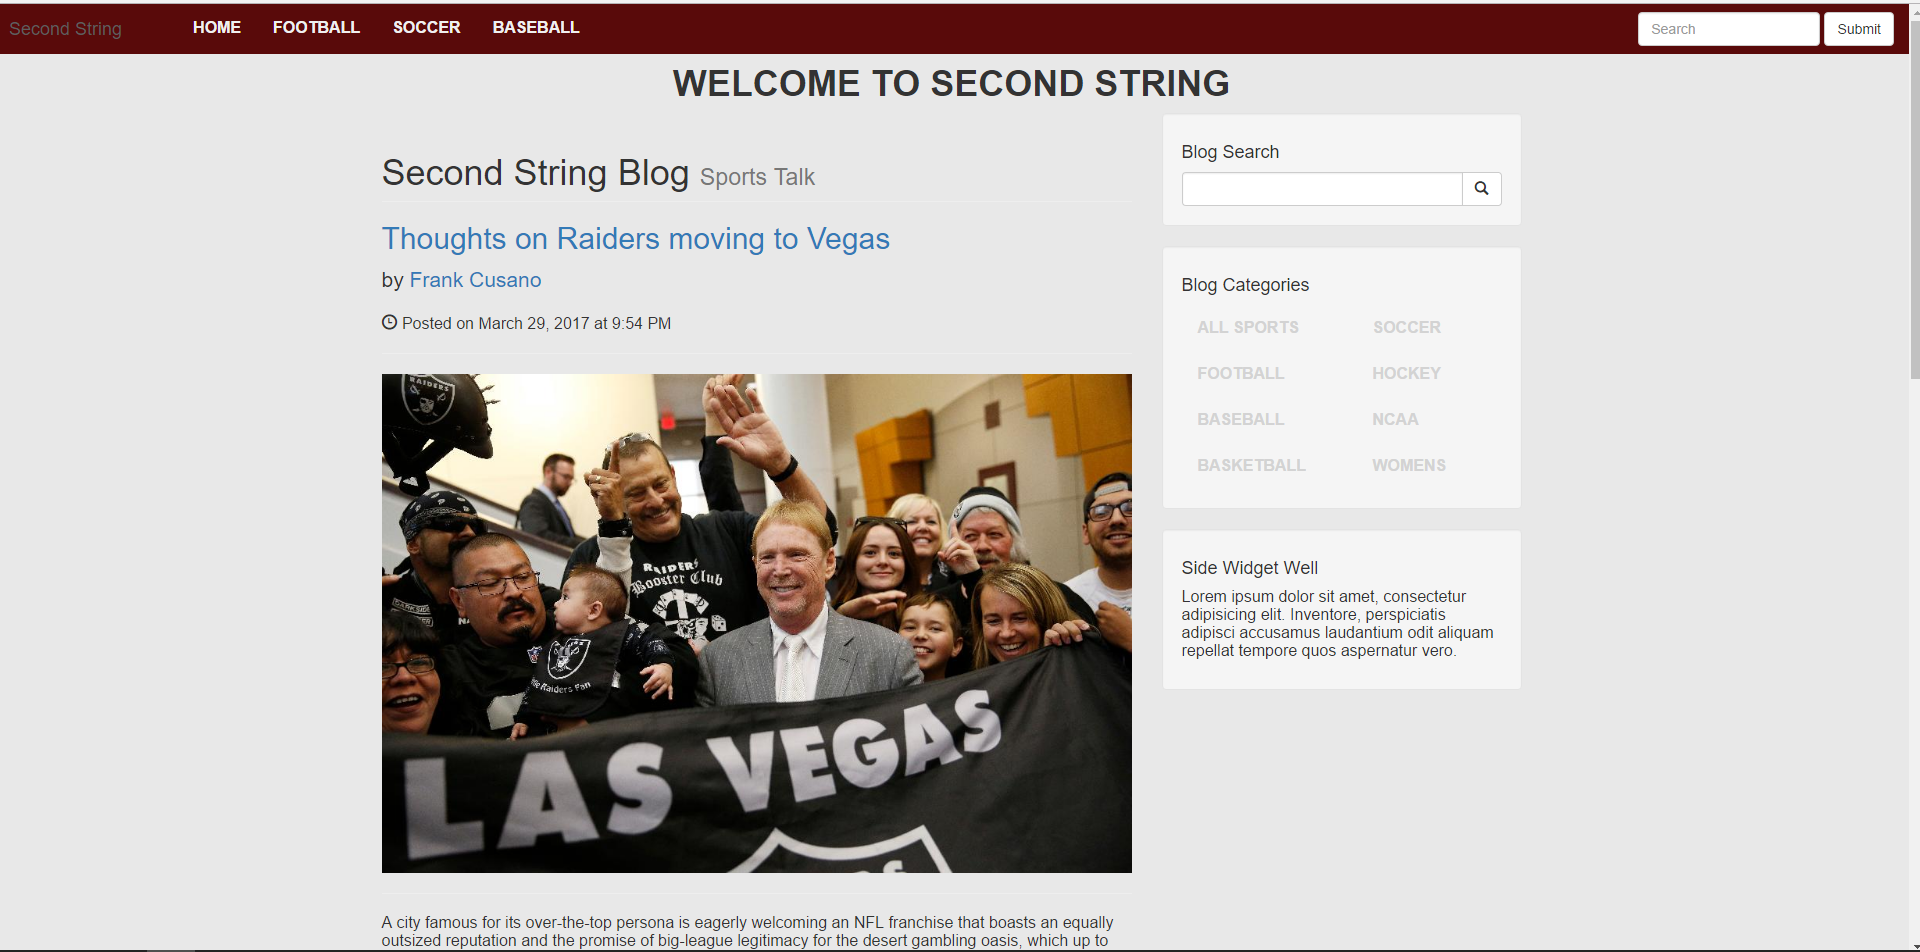 Second String HOME FOOTBALL SOCCER BASEBALL Search Submit
WELCOME TO SECOND STRING
Second String Blog Sports Talk
Thoughts on Raiders moving to Vegas
by Frank Cusano
Posted on March 29, 2017 at 9:54 PM
RAIDERS
RAIDERS
Booster Club
DARKSIDE
Raiders Fan
LAS VEGAS
A city famous for its over-the-top persona is eagerly welcoming an NFL franchise that boasts an equally
outsized reputation and the promise of big-league legitimacy for the desert gambling oasis, which up to
Blog Search
Blog Categories
ALL SPORTS SOCCER
FOOTBALL HOCKEY
BASEBALL NCAA
BASKETBALL WOMENS
Side Widget Well
Lorem ipsum dolor sit amet, consectetur
adipisicing elit. Inventore, perspiciatis
adipisci accusamus laudantium odit aliquam
repellat tempore quos aspernatur vero.